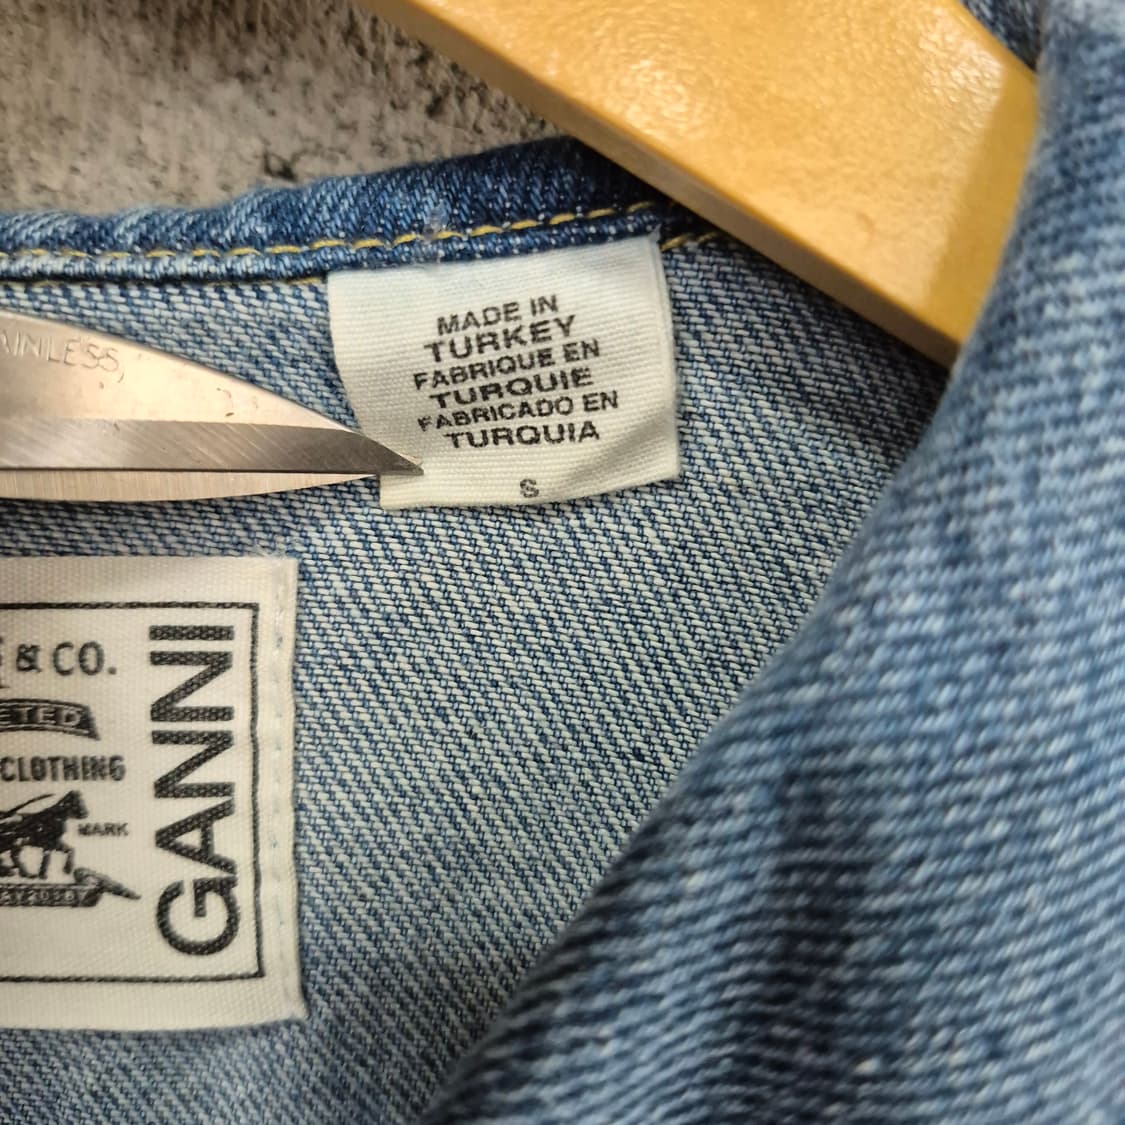 MADE IN
TURKEY
FABRIQUE EN
TURQUIE
FABRICADO EN
TURQUIA
S
& CO.
CLOTHING
MARK
GANNI